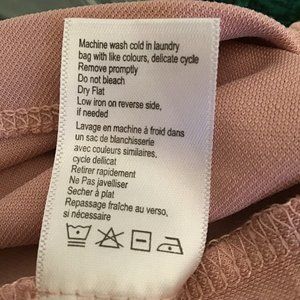 Machine wash cold in laundry
bag with like colours, delicate cycle
Remove promptly
Do not bleach
Dry Flat
Low iron on reverse side,
if needed
Lavage en machine à froid dans
un sac de blanchisserie
avec couleurs similaires,
cycle dellicat
Retirer rapidement
Ne Pas javelliser
Secher à plat
Repassage fraîche au verso,
si nécessaire